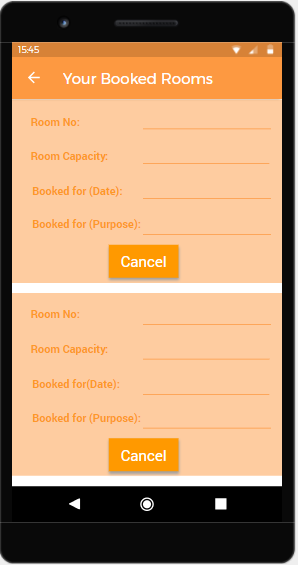 15:45
Your Booked Rooms
Room No:
Room Capacity:
Booked for (Date):
Booked for (Purpose):
Cancel
Room No:
Room Capacity:
Booked for(Date):
Booked for (Purpose):
Cancel